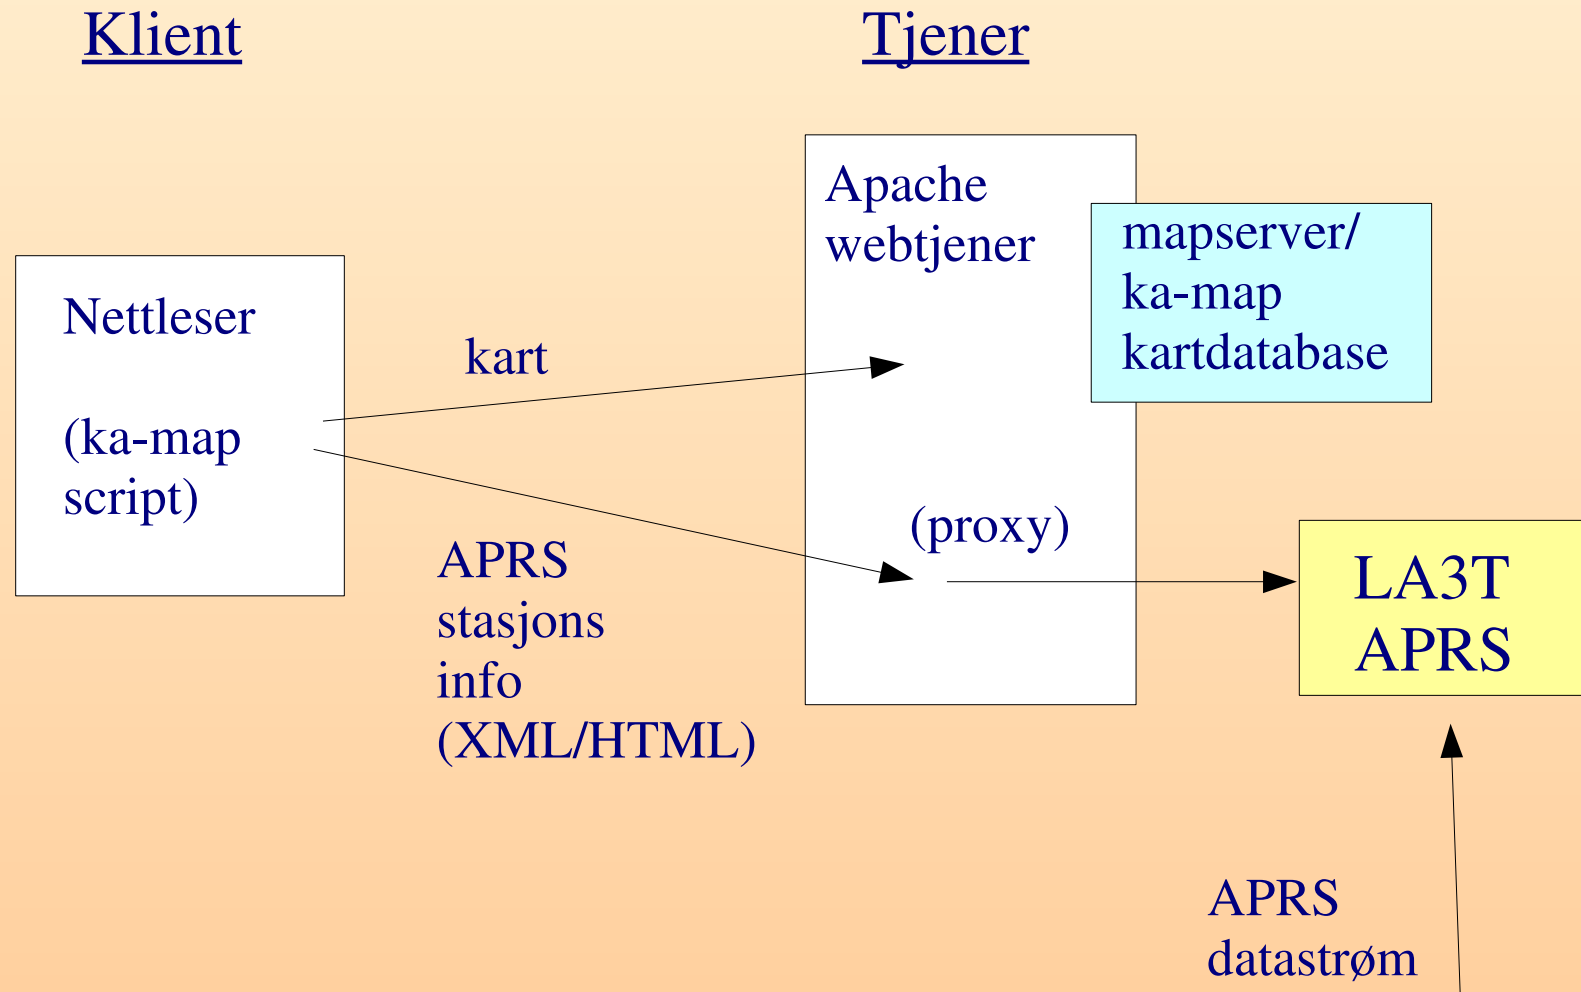 Klient
Tjener
Apache
webtjener
mapserver/
ka-map
kartdatabase
Nettleser
(ka-map
script)
kart
(proxy)
APRS
stasjons
info
(XML/HTML)
LA3T
APRS
APRS
datastrøm